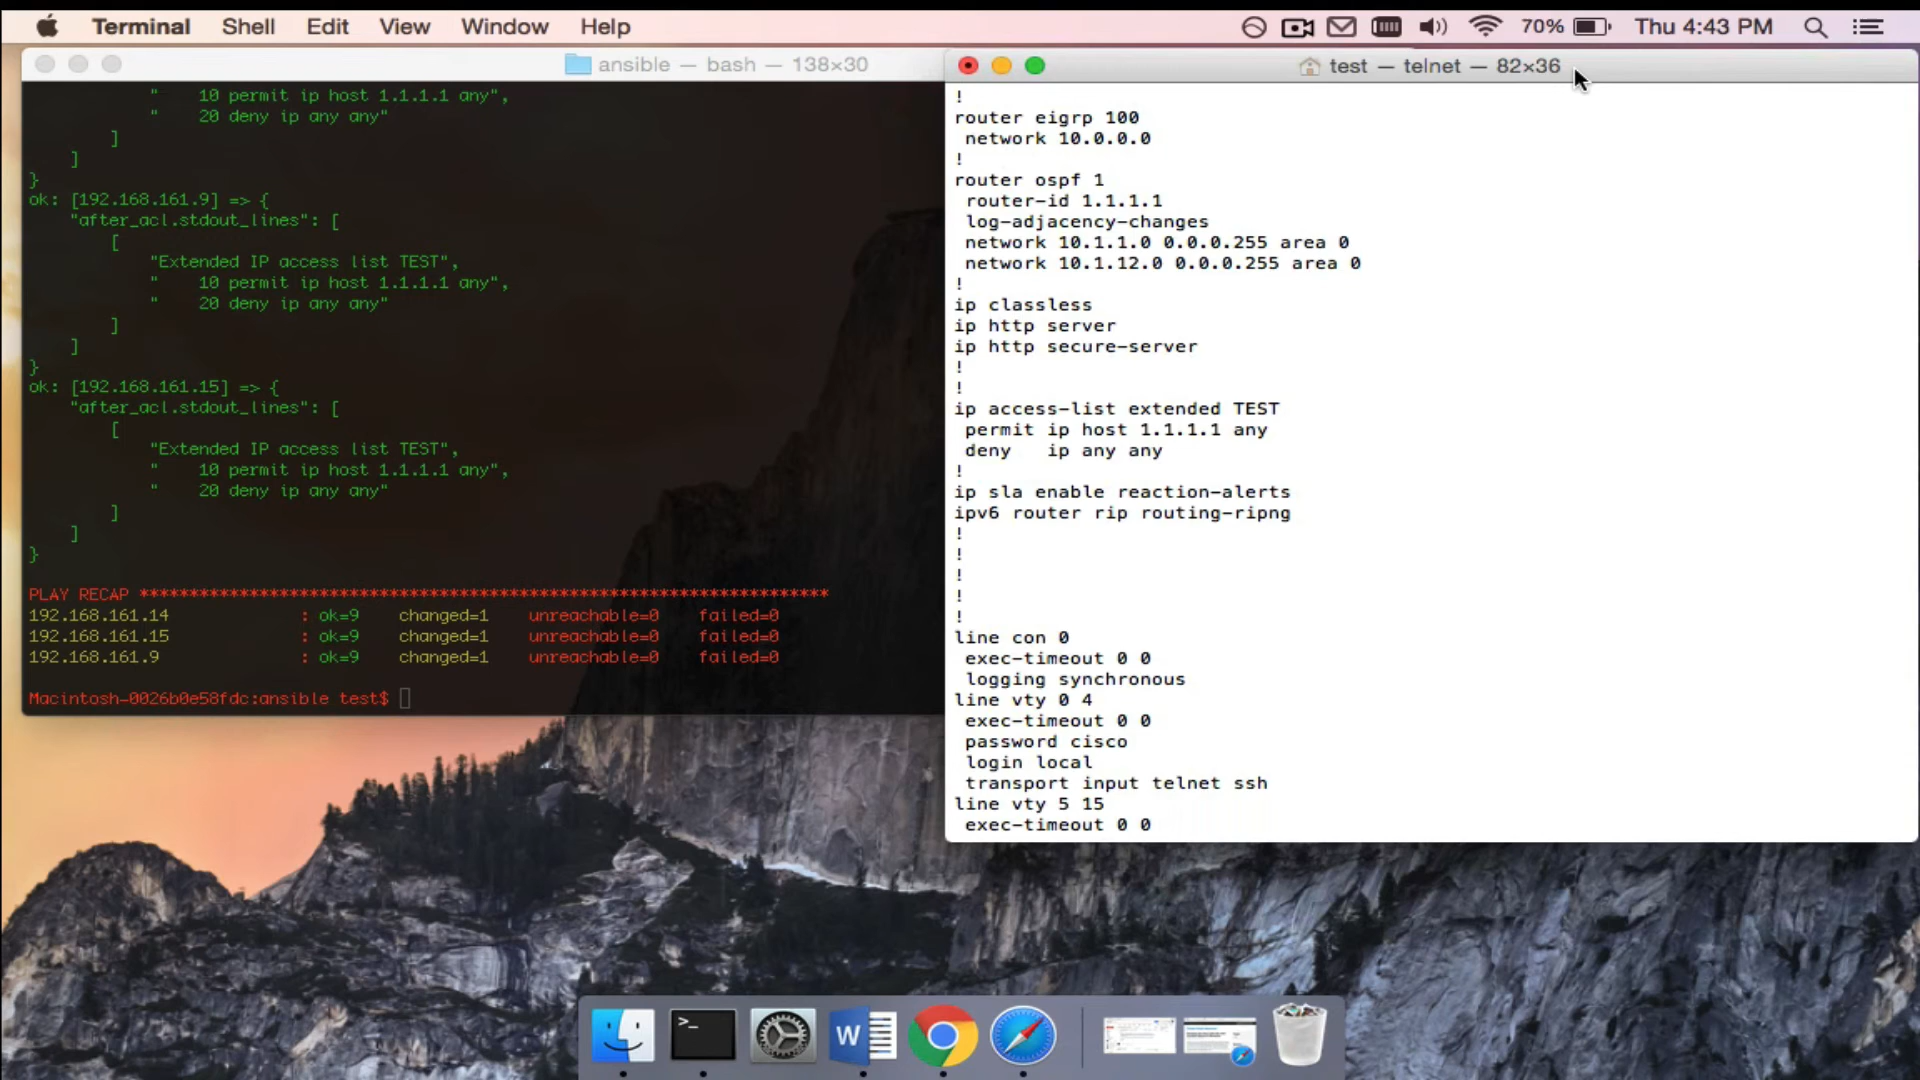 Terminal Shell Edit View Window Help 70% Thu 4:43 PM
ansible — bash — 138×30
"    10 permit ip host 1.1.1.1 any",
"    20 deny ip any any"
]
]
}
ok: [192.168.161.9] => {
"after_acl.stdout_lines": [
[
"Extended IP access list TEST",
"    10 permit ip host 1.1.1.1 any",
"    20 deny ip any any"
]
]
}
ok: [192.168.161.15] => {
"after_acl.stdout_lines": [
[
"Extended IP access list TEST",
"    10 permit ip host 1.1.1.1 any",
"    20 deny ip any any"
]
]
}
PLAY RECAP *********************************************************************
192.168.161.14 : ok=9 changed=1 unreachable=0 failed=0
192.168.161.15 : ok=9 changed=1 unreachable=0 failed=0
192.168.161.9 : ok=9 changed=1 unreachable=0 failed=0
Macintosh-0026b0e58fdc:ansible test$
test — telnet — 82×36
!
router eigrp 100
network 10.0.0.0
!
router ospf 1
router-id 1.1.1.1
log-adjacency-changes
network 10.1.1.0 0.0.0.255 area 0
network 10.1.12.0 0.0.0.255 area 0
!
ip classless
ip http server
ip http secure-server
!
!
ip access-list extended TEST
permit ip host 1.1.1.1 any
deny   ip any any
!
ip sla enable reaction-alerts
ipv6 router rip routing-ripng
!
!
!
!
!
line con 0
exec-timeout 0 0
logging synchronous
line vty 0 4
exec-timeout 0 0
password cisco
login local
transport input telnet ssh
line vty 5 15
exec-timeout 0 0
>_
W